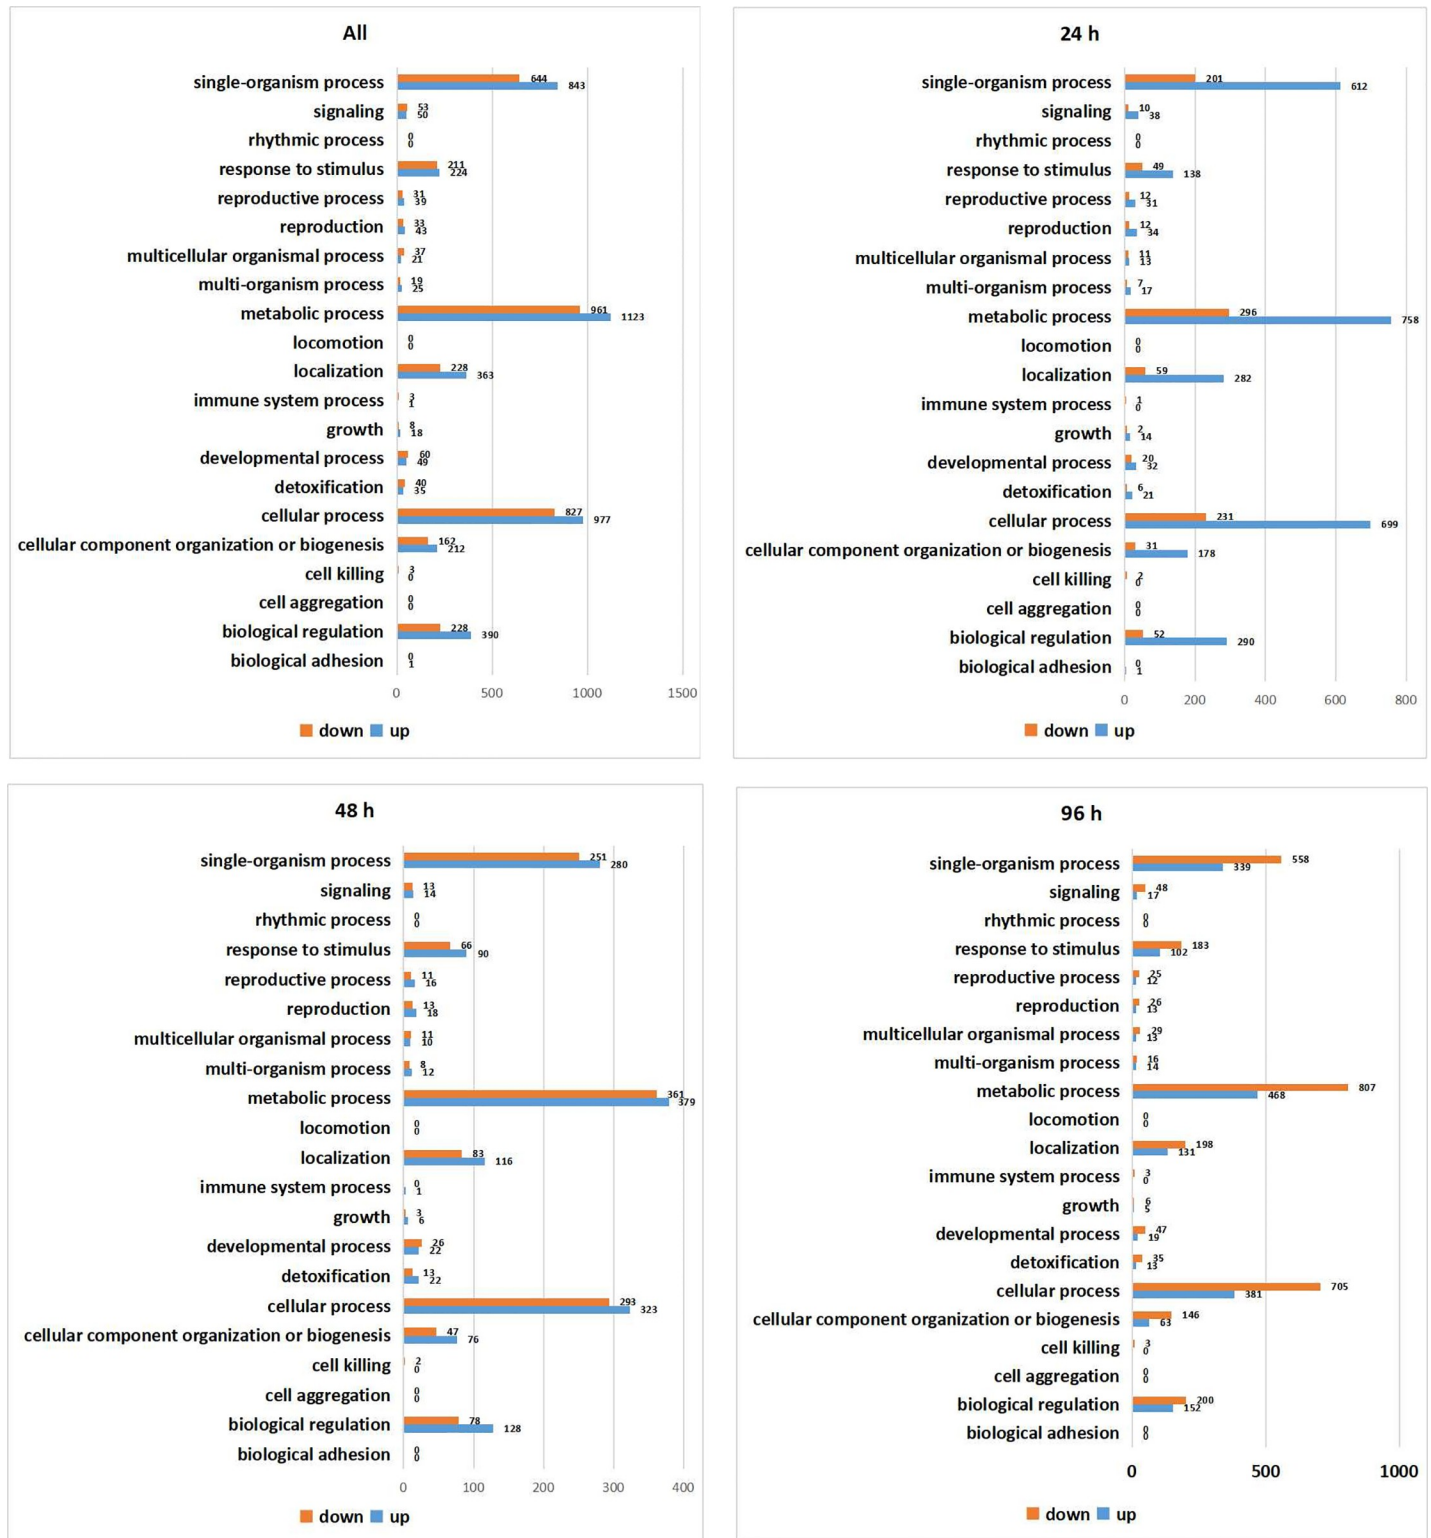 All
single-organism process 644 843
signaling 53 50
rhythmic process 0 0
response to stimulus 211 224
reproductive process 31 39
reproduction 33 43
multicellular organismal process 37 21
multi-organism process 19 25
metabolic process 961 1123
locomotion 0 0
localization 228 363
immune system process 3 1
growth 8 18
developmental process 60 49
detoxification 40 35
cellular process 827 977
cellular component organization or biogenesis 162 212
cell killing 3 0
cell aggregation 0 0
biological regulation 228 390
biological adhesion 0 1
0 500 1000 1500
down up
24 h
single-organism process 201 612
signaling 10 38
rhythmic process 0 0
response to stimulus 49 138
reproductive process 12 31
reproduction 12 34
multicellular organismal process 11 13
multi-organism process 7 17
metabolic process 296 758
locomotion 0 0
localization 59 282
immune system process 1 0
growth 2 14
developmental process 20 32
detoxification 6 21
cellular process 231 699
cellular component organization or biogenesis 31 178
cell killing 2 0
cell aggregation 0 0
biological regulation 52 290
biological adhesion 0 1
0 200 400 600 800
down up
48 h
single-organism process 251 280
signaling 13 14
rhythmic process 0 0
response to stimulus 66 90
reproductive process 11 16
reproduction 13 18
multicellular organismal process 11 10
multi-organism process 8 12
metabolic process 361 379
locomotion 0 0
localization 83 116
immune system process 0 1
growth 3 6
developmental process 26 22
detoxification 13 22
cellular process 293 323
cellular component organization or biogenesis 47 76
cell killing 2 0
cell aggregation 0 0
biological regulation 78 128
biological adhesion 0 0
0 100 200 300 400
down up
96 h
single-organism process 558 339
signaling 48 17
rhythmic process 0 0
response to stimulus 183 102
reproductive process 25 12
reproduction 26 13
multicellular organismal process 29 13
multi-organism process 16 14
metabolic process 807 468
locomotion 0 0
localization 198 131
immune system process 3 0
growth 6 5
developmental process 47 19
detoxification 35 13
cellular process 705 381
cellular component organization or biogenesis 146 63
cell killing 3 0
cell aggregation 0 0
biological regulation 200 152
biological adhesion 0 0
0 500 1000
down up